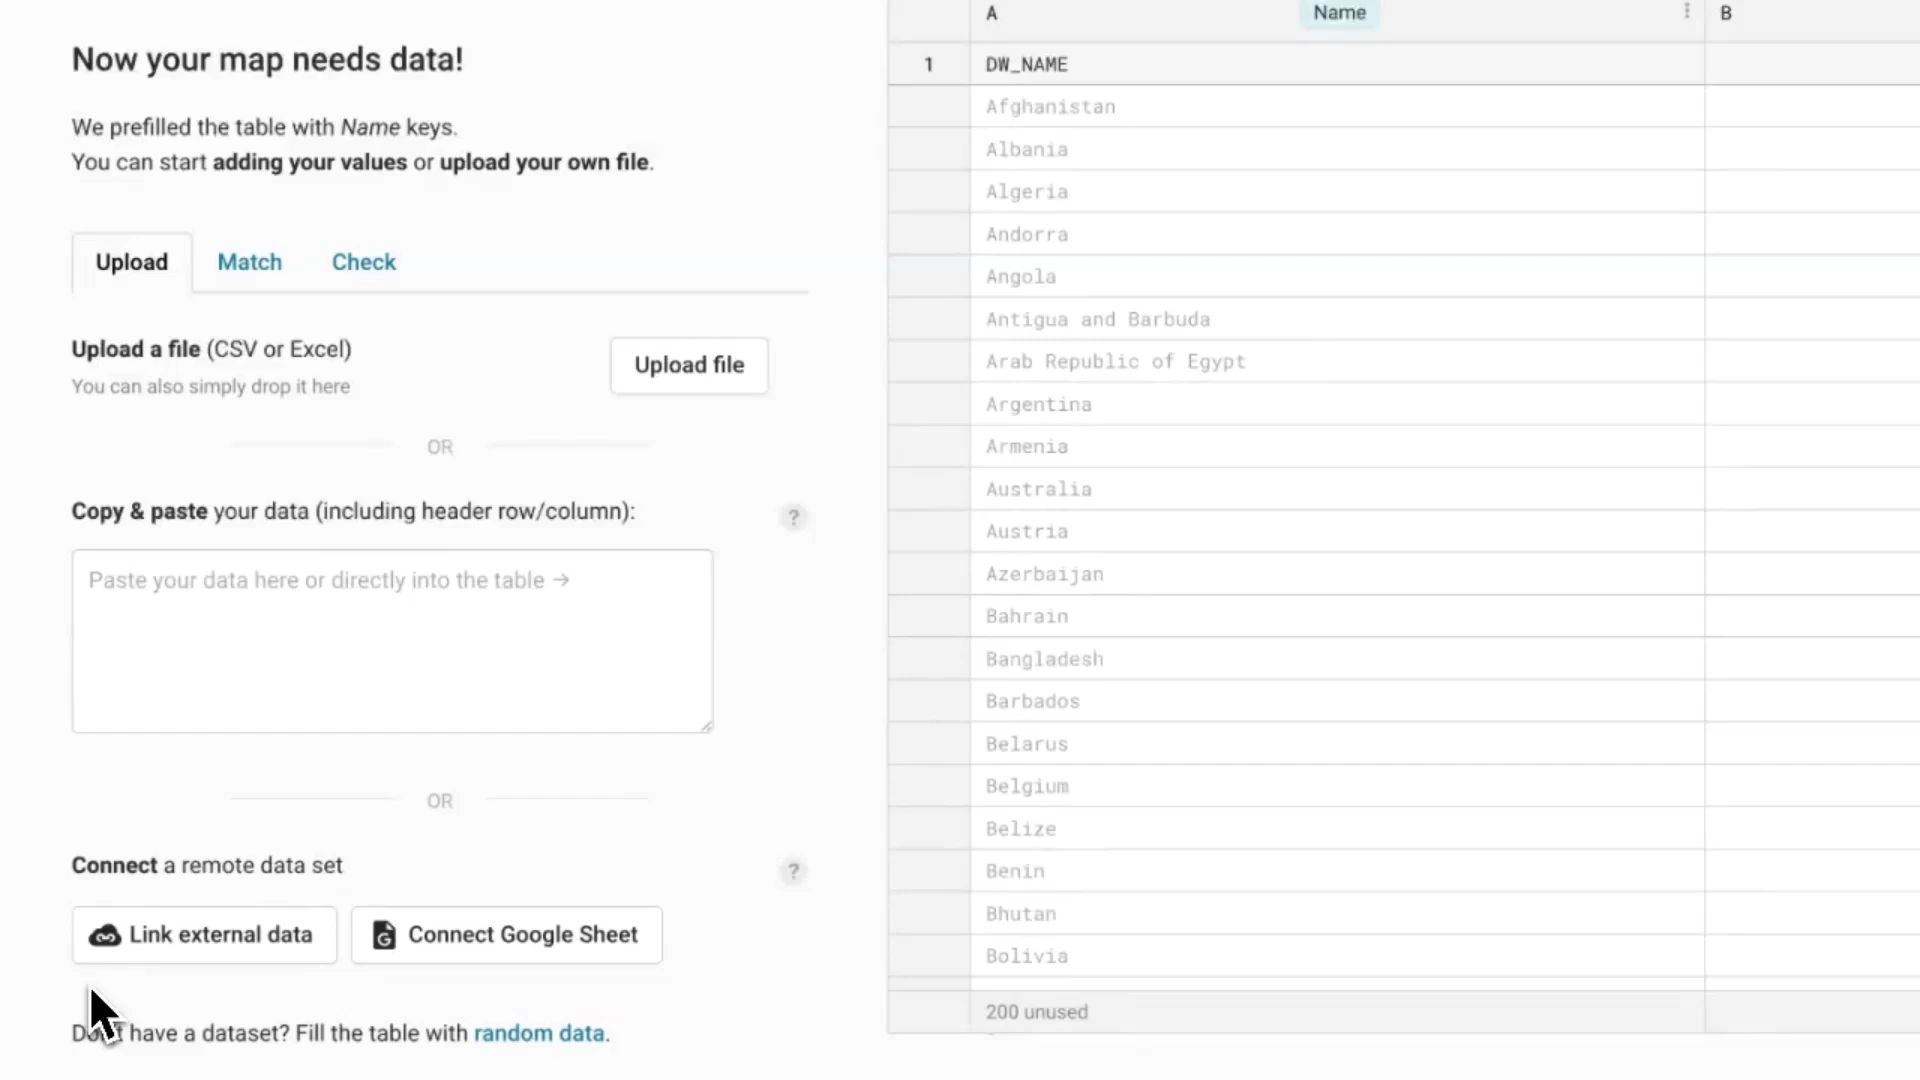 Now your map needs data!
We prefilled the table with Name keys.
You can start adding your values or upload your own file.
Upload
Match
Check
Upload a file (CSV or Excel)
You can also simply drop it here
Upload file
OR
Copy & paste your data (including header row/column):
?
Paste your data here or directly into the table →
OR
Connect a remote data set
?
Link external data
Connect Google Sheet
have a dataset? Fill the table with random data.
A
Name
B
1
DW_NAME
Afghanistan
Albania
Algeria
Andorra
Angola
Antigua and Barbuda
Arab Republic of Egypt
Argentina
Armenia
Australia
Austria
Azerbaijan
Bahrain
Bangladesh
Barbados
Belarus
Belgium
Belize
Benin
Bhutan
Bolivia
200 unused